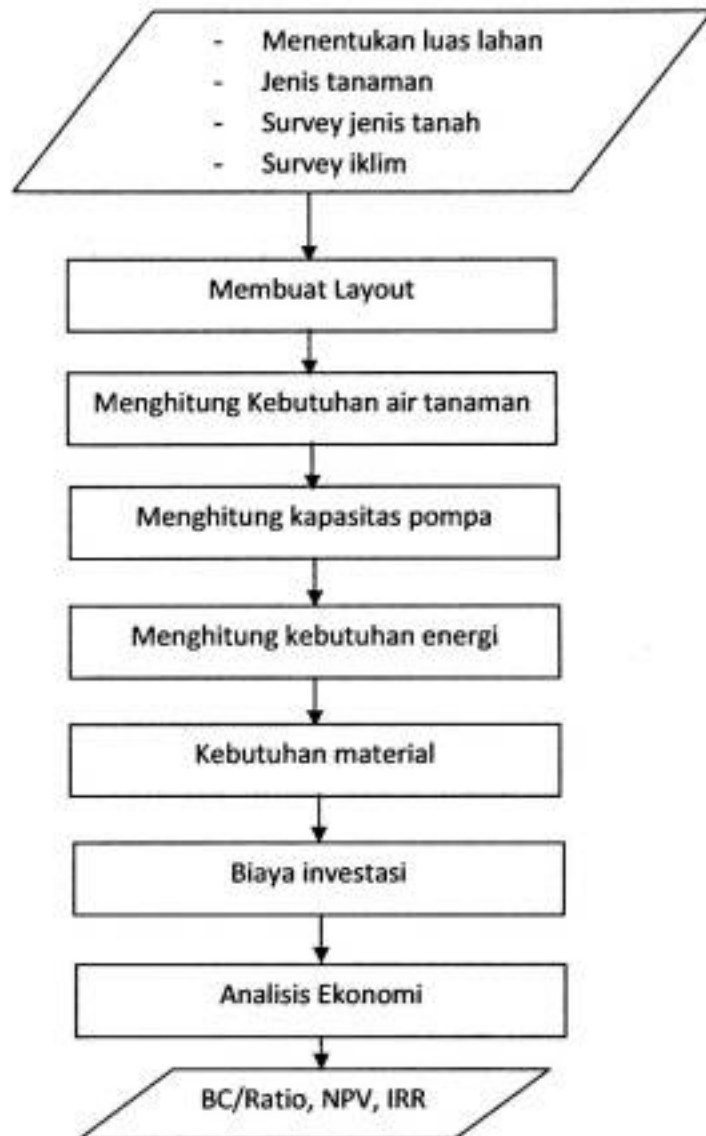 - Menentukan luas lahan
- Jenis tanaman
- Survey jenis tanah
- Survey iklim
Membuat Layout
Menghitung Kebutuhan air tanaman
Menghitung kapasitas pompa
Menghitung kebutuhan energi
Kebutuhan material
Biaya investasi
Analisis Ekonomi
BC/Ratio, NPV, IRR